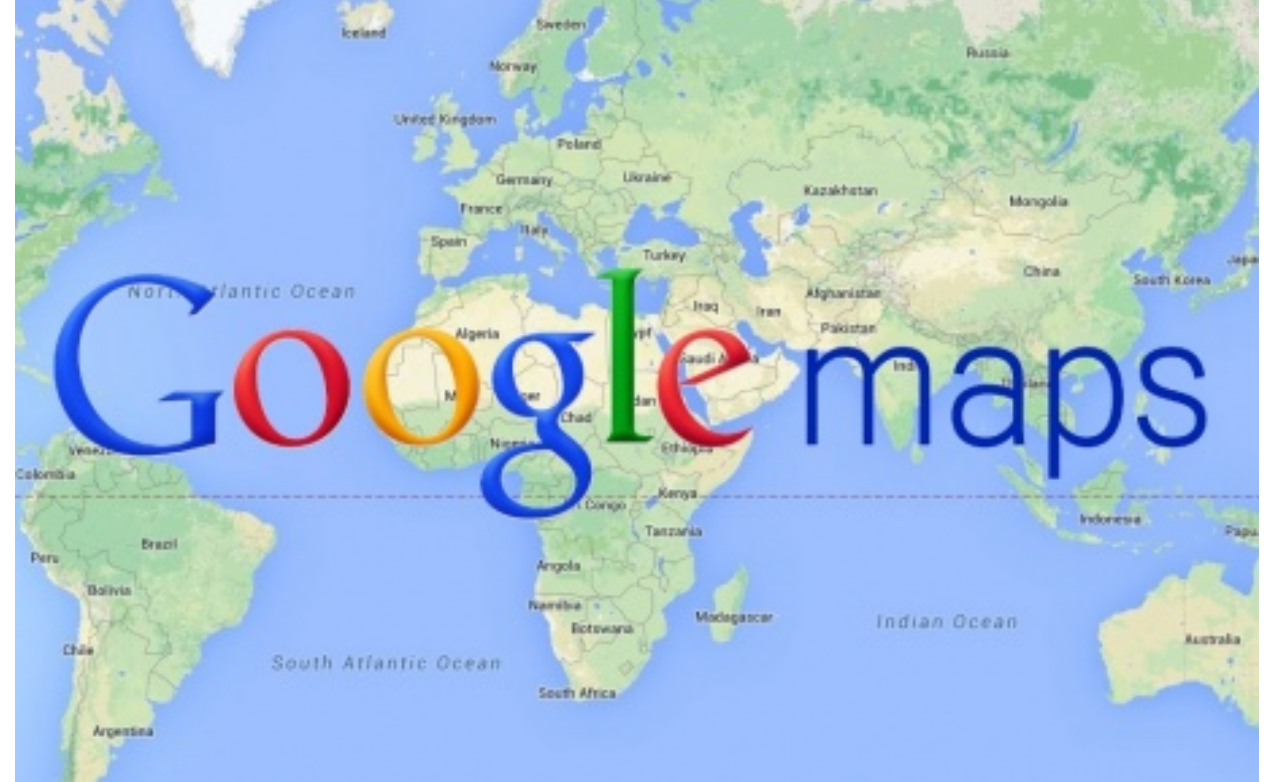 Iceland
Sweden
Norway
Russia
United Kingdom
Poland
Germany
Ukraine
Kazakhstan
Mongolia
France
Italy
Spain
Turkey
China
South Korea
Iraq
Iran
Afghanistan
Pakistan
Algeria
Google maps
Chad
Ethiopia
Colombia
Kenya
Congo
Indonesia
Tanzania
Brazil
Peru
Angola
Bolivia
Namibia
Madagascar
Botswana
Indian Ocean
Australia
Chile
South Atlantic Ocean
South Africa
Argentina